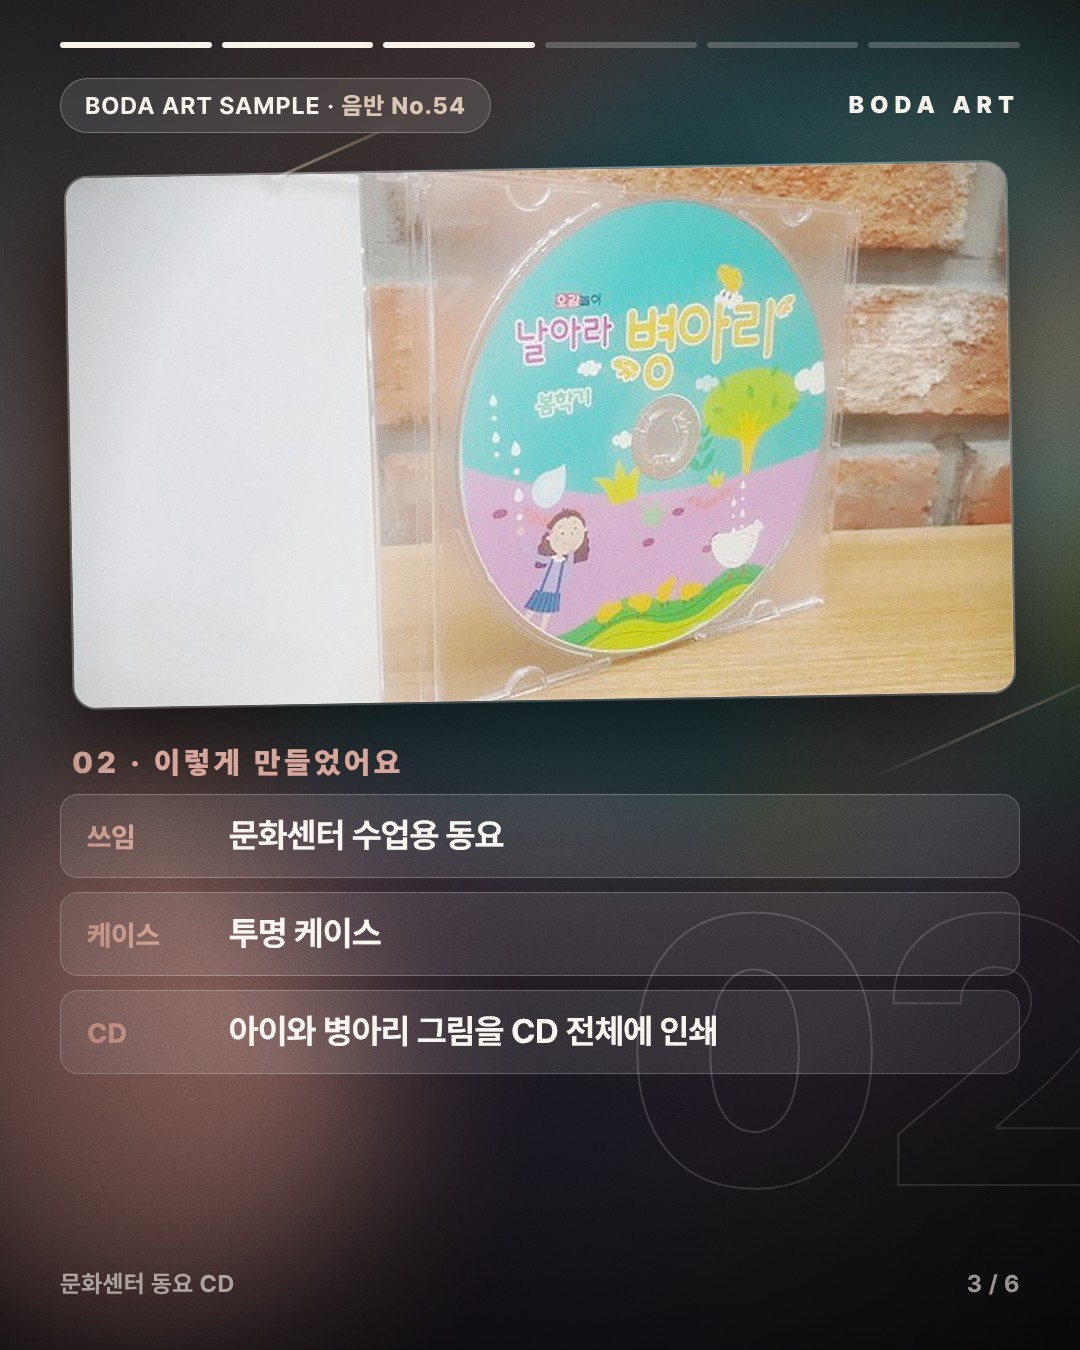 BODA ART SAMPLE · 음반 No.54
BODA ART
오감놀이
날아라 병아리
봄학기
02 · 이렇게 만들었어요
쓰임 문화센터 수업용 동요
케이스 투명 케이스
CD 아이와 병아리 그림을 CD 전체에 인쇄
02
문화센터 동요 CD
3 / 6